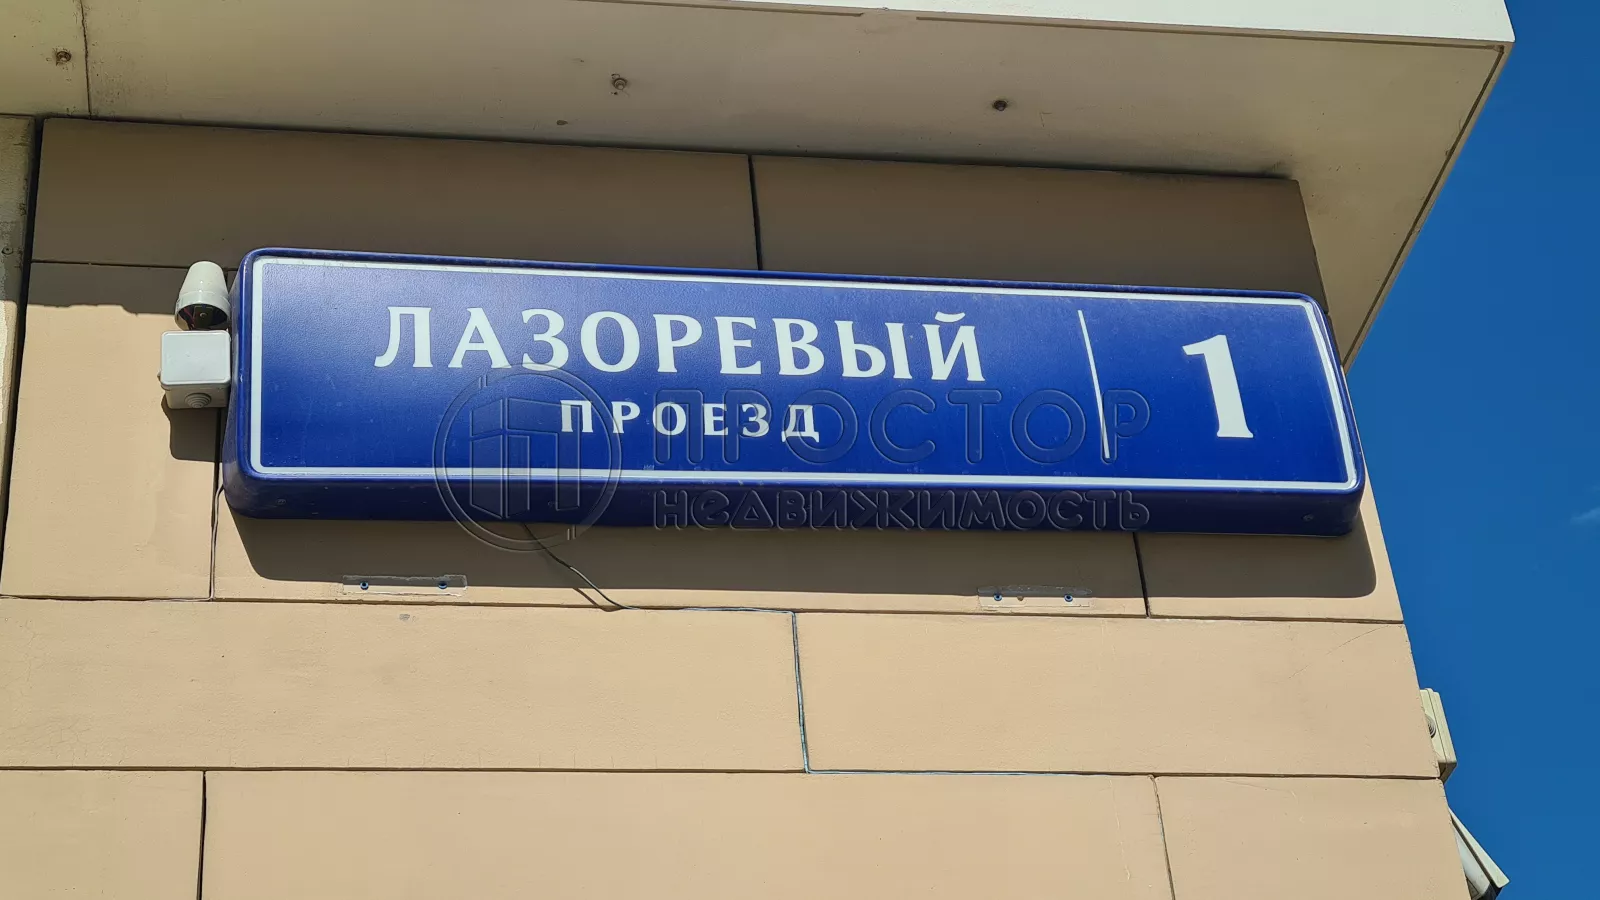 ЛАЗОРЕВЫЙ
ПРОЕЗД
1
ПРОСТОР
НЕДВИЖИМОСТЬ